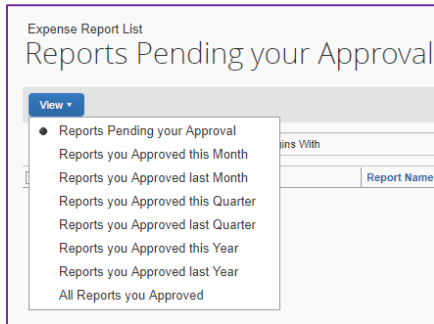 Expense Report List
Reports Pending your Approval
View
Reports Pending your Approval
Reports you Approved this Month
With
Reports you Approved last Month
Report Name
Reports you Approved this Quarter
Reports you Approved last Quarter
Reports you Approved this Year
Reports you Approved last Year
All Reports you Approved